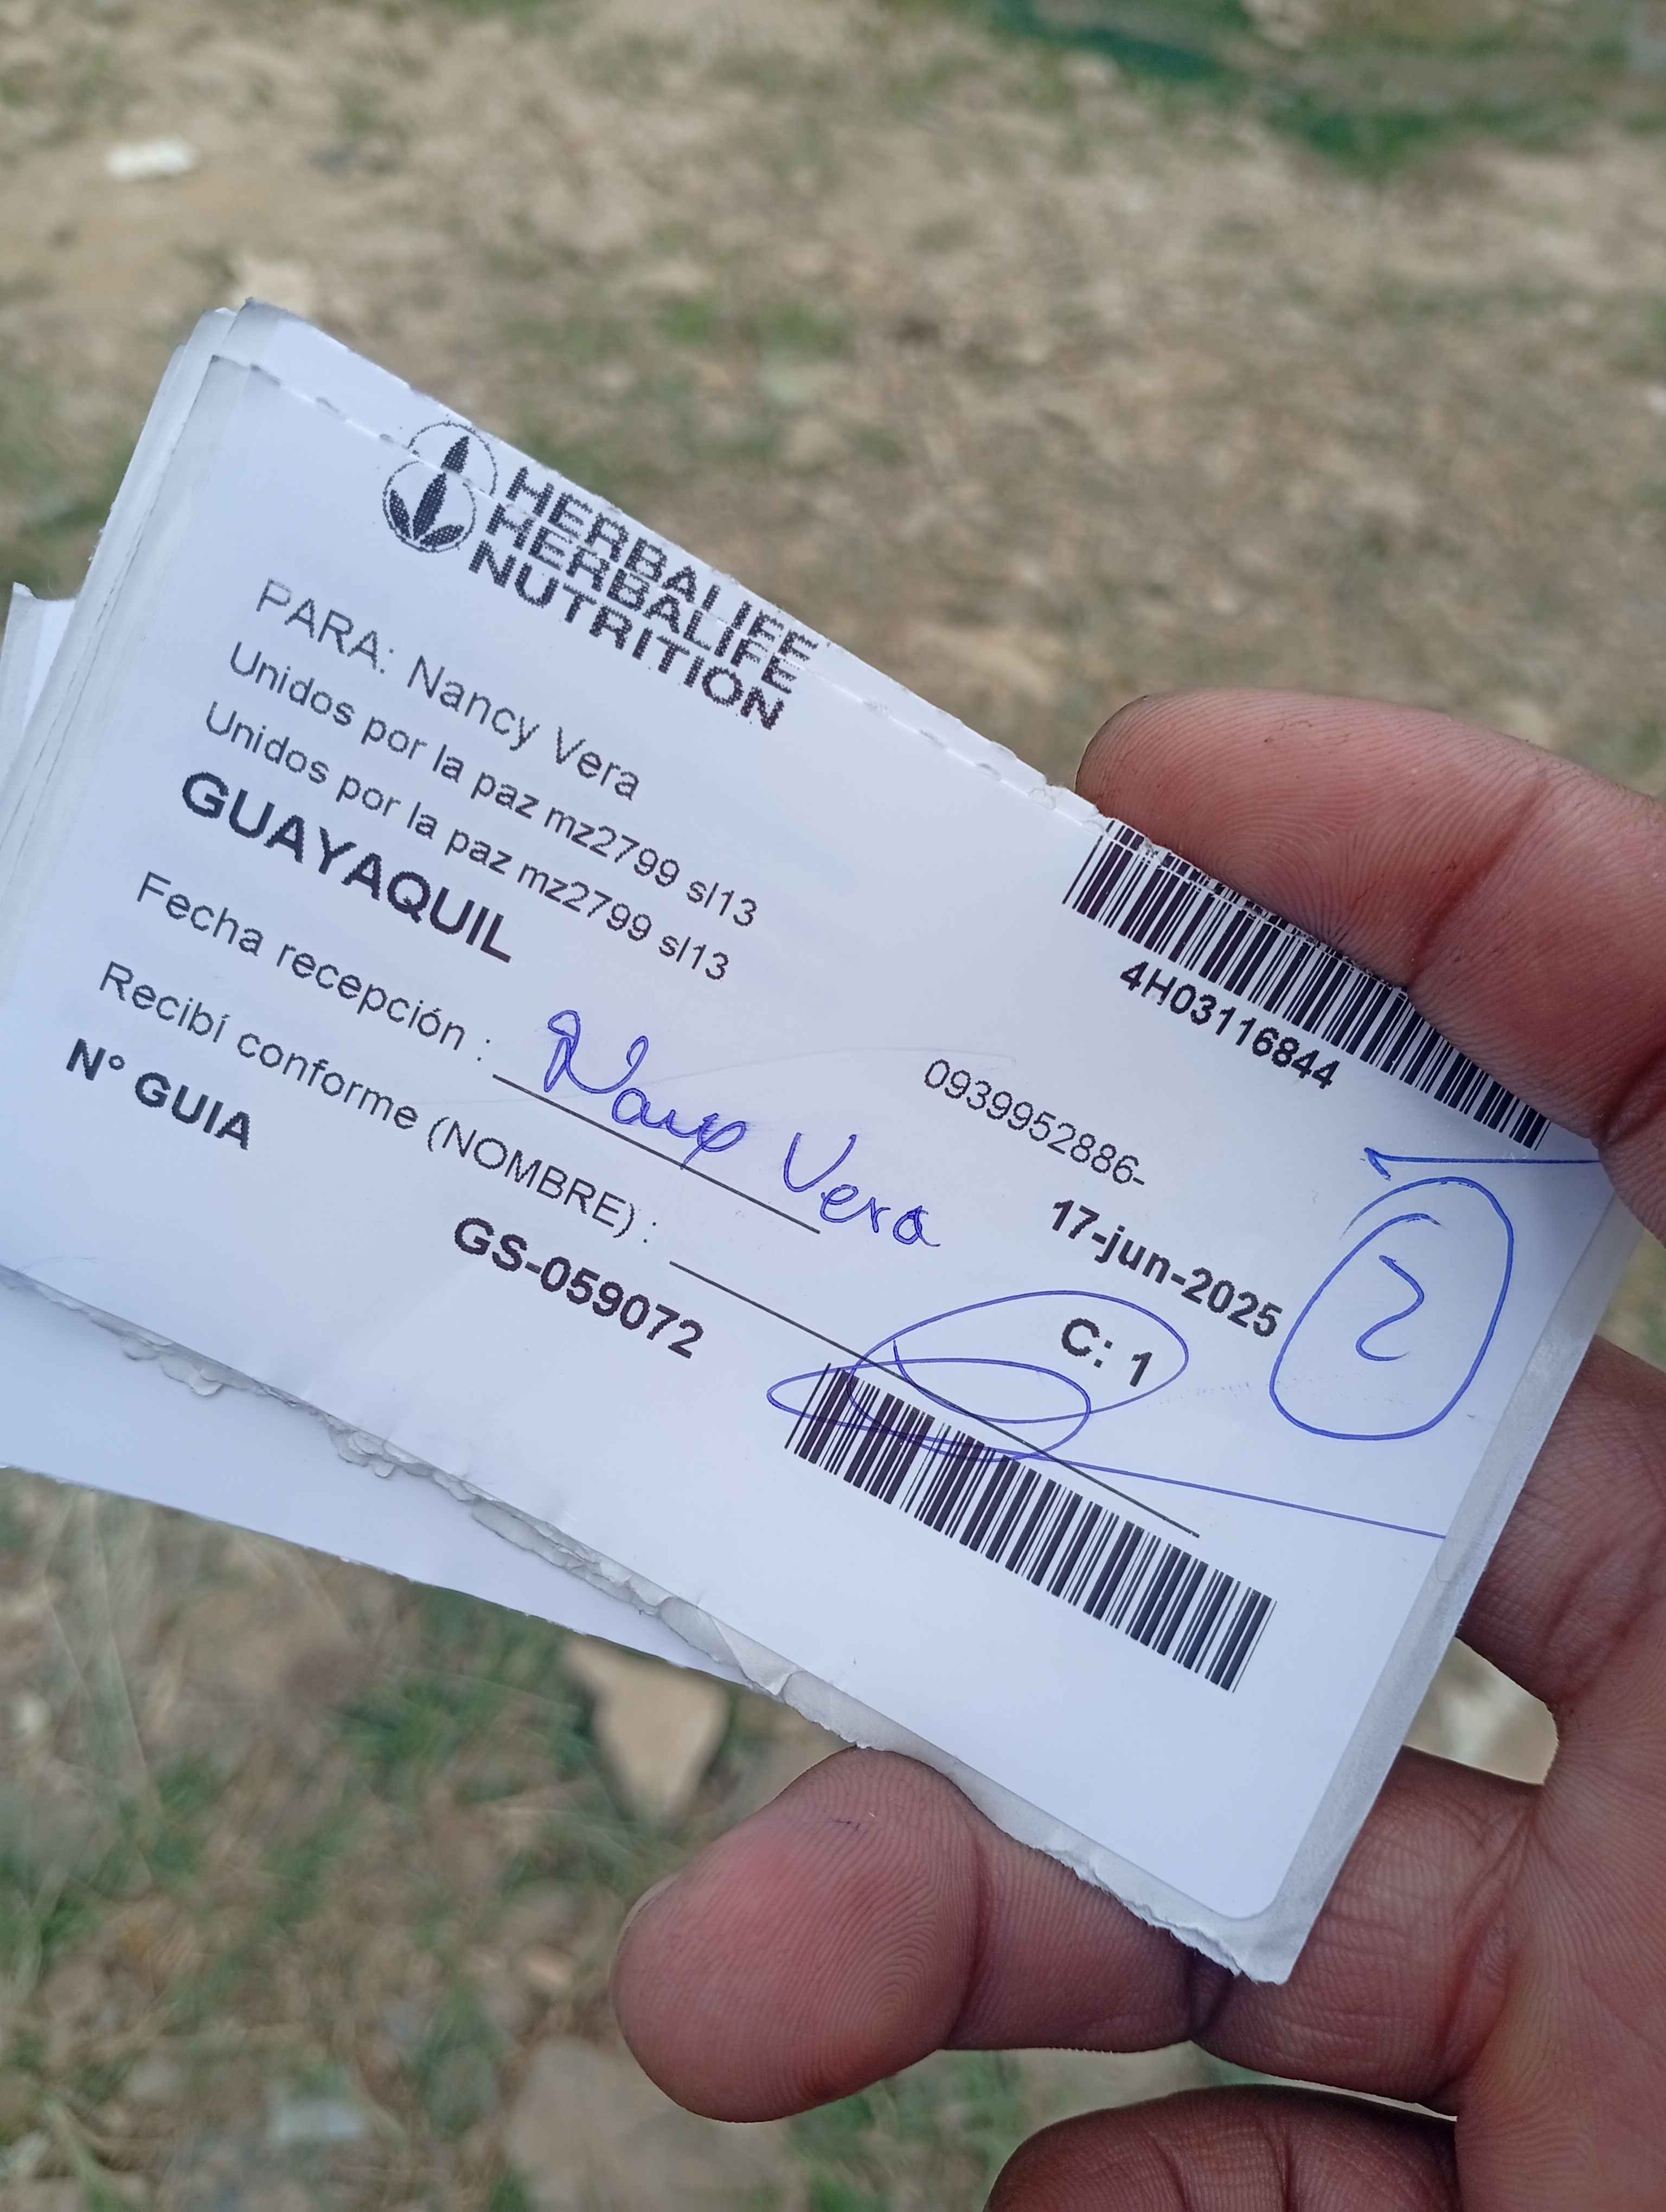 HERBALIFE
HERBALIFE
NUTRITION
4H03116844
PARA: Nancy Vera
Unidos por la paz mz2799 sl13
Unidos por la paz mz2799 sl13
0939952886-
GUAYAQUIL
17-jun-2025
2
Fecha recepción : Nancy Vera
C: 1
Recibí conforme (NOMBRE) :
N° GUIA GS-059072